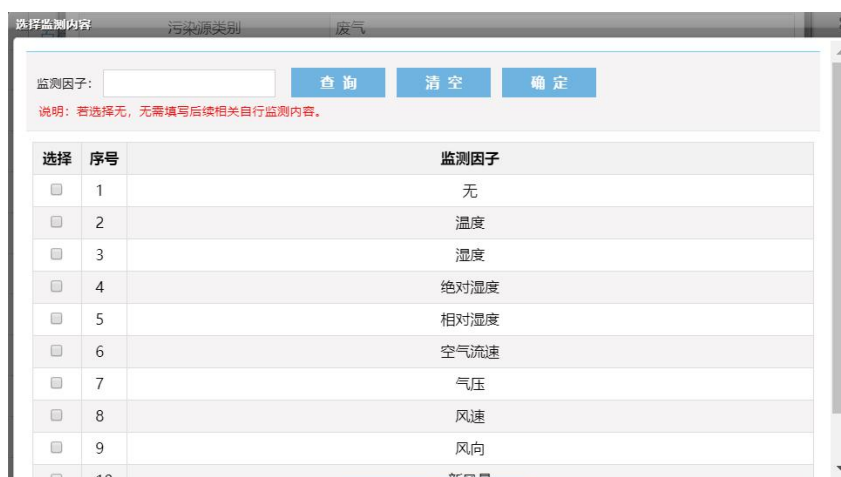 选择监测内容
污染源类别 废气
监测因子： 查询 清空 确定
说明：若选择无，无需填写后续相关自行监测内容。
选择 序号 监测因子
1 无
2 温度
3 湿度
4 绝对湿度
5 相对湿度
6 空气流速
7 气压
8 风速
9 风向